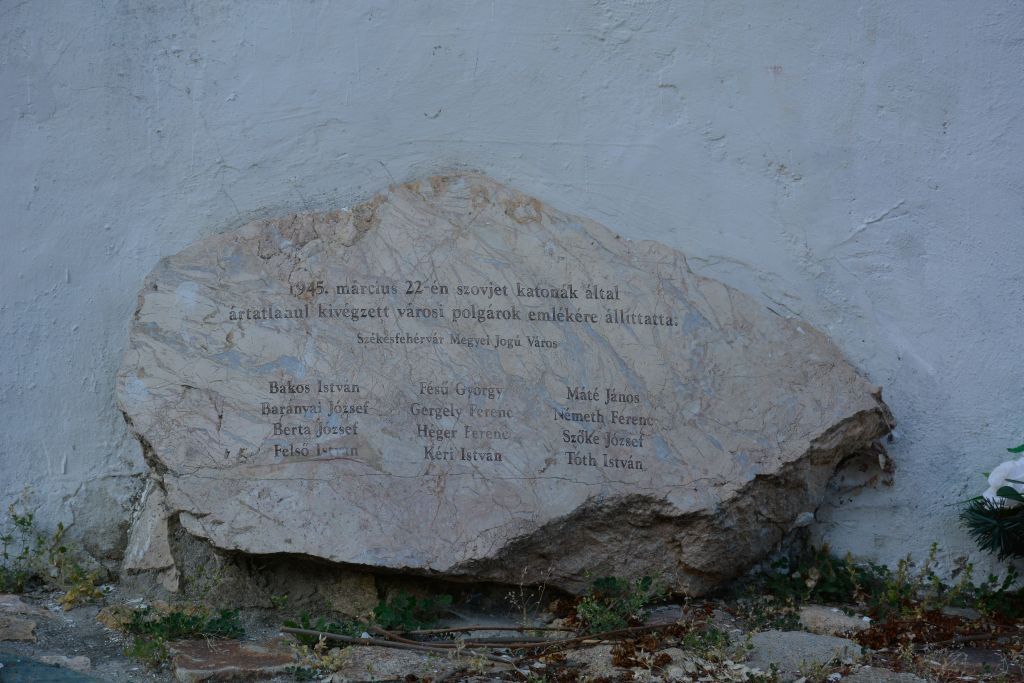 1945. március 22-én szovjet katonák által
ártatlanul kivégzett városi polgárok emlékére állíttatta:
Székesfehérvár Megyei Jogú Város
Bakos István Fésű György Máté János
Baranyai József Gergely Ferenc Németh Ferenc
Berta József Heger Ferenc Szőke József
Felső István Kéri István Tóth István